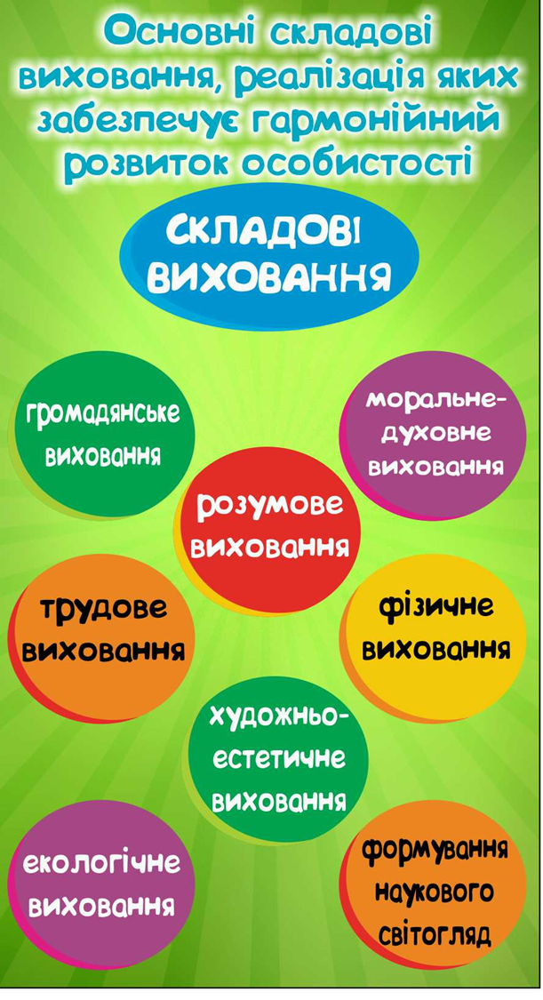 Основні складові
виховання, реалізація яких
забезпечує гармонійний
розвиток особистості
СКЛАДОВІ
ВИХОВАННЯ
громадянське
виховання
моральне-
духовне
виховання
розумове
виховання
трудове
виховання
фізичне
виховання
художньо-
естетичне
виховання
екологічне
виховання
формування
наукового
світогляд